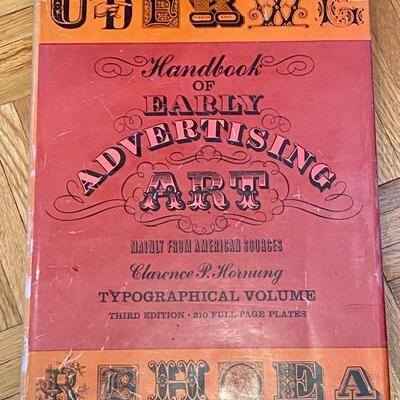 U W G
Handbook
OF
EARLY
ADVERTISING
ART
MAINLY FROM AMERICAN SOURCES
Clarence P. Hornung
TYPOGRAPHICAL VOLUME
THIRD EDITION • 310 FULL-PAGE PLATES
R H O E A